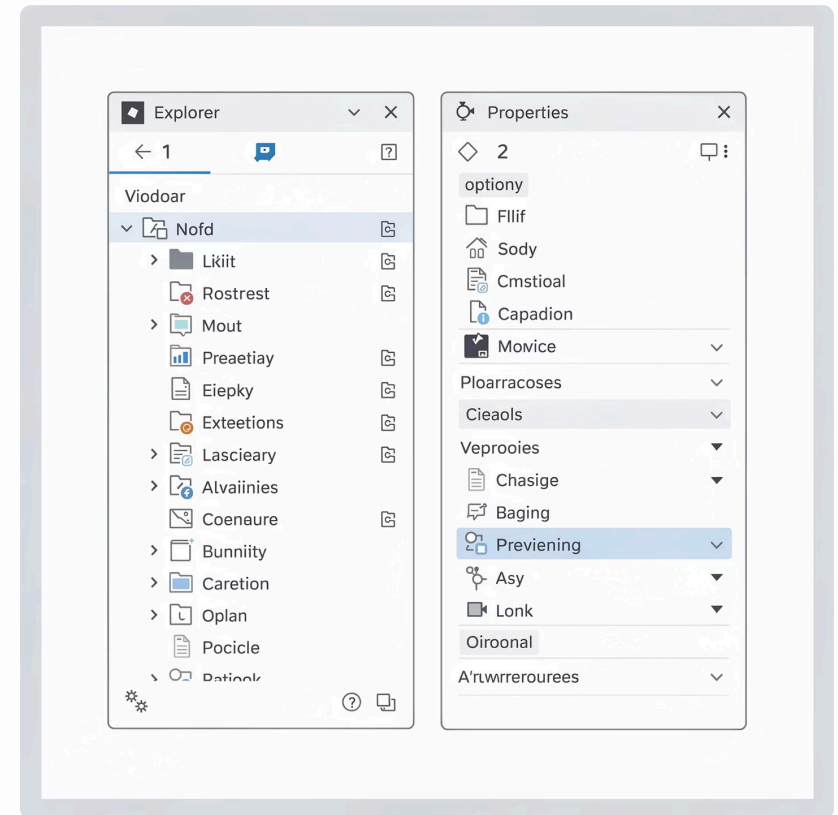 Explorer
1
Viodoar
Nofd
Likiit
Rostrest
Mout
Preaetiay
Eiepky
Exteetions
Lascieary
Alvaiinies
Coenaure
Bunniity
Caretion
Oplan
Pocicle
Properties
2
optiony
Fllif
Sody
Cmstioal
Capadion
Movice
Ploarracoses
Cieaols
Veprooies
Chasige
Baging
Previening
Asy
Lonk
Oiroonal